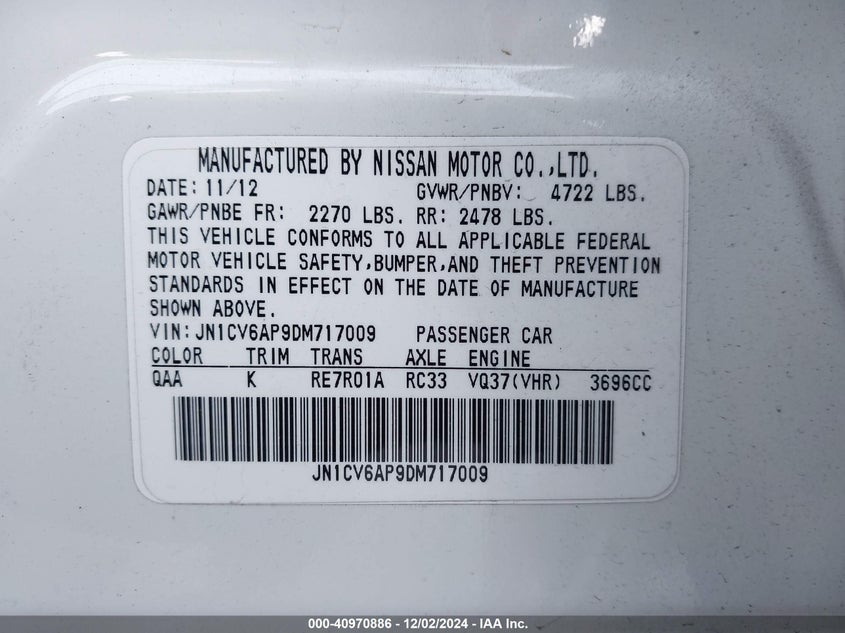 MANUFACTURED BY NISSAN MOTOR CO.,LTD.
DATE: 11/12 GVWR/PNBV: 4722 LBS.
GAWR/PNBE FR: 2270 LBS. RR: 2478 LBS.
THIS VEHICLE CONFORMS TO ALL APPLICABLE FEDERAL
MOTOR VEHICLE SAFETY,BUMPER,AND THEFT PREVENTION
STANDARDS IN EFFECT ON THE DATE OF MANUFACTURE
SHOWN ABOVE.
VIN: JN1CV6AP9DM717009 PASSENGER CAR
COLOR TRIM TRANS AXLE ENGINE
QAA K RE7R01A RC33 VQ37(VHR) 3696CC
JN1CV6AP9DM717009
000-40970886 - 12/02/2024 - IAA Inc.